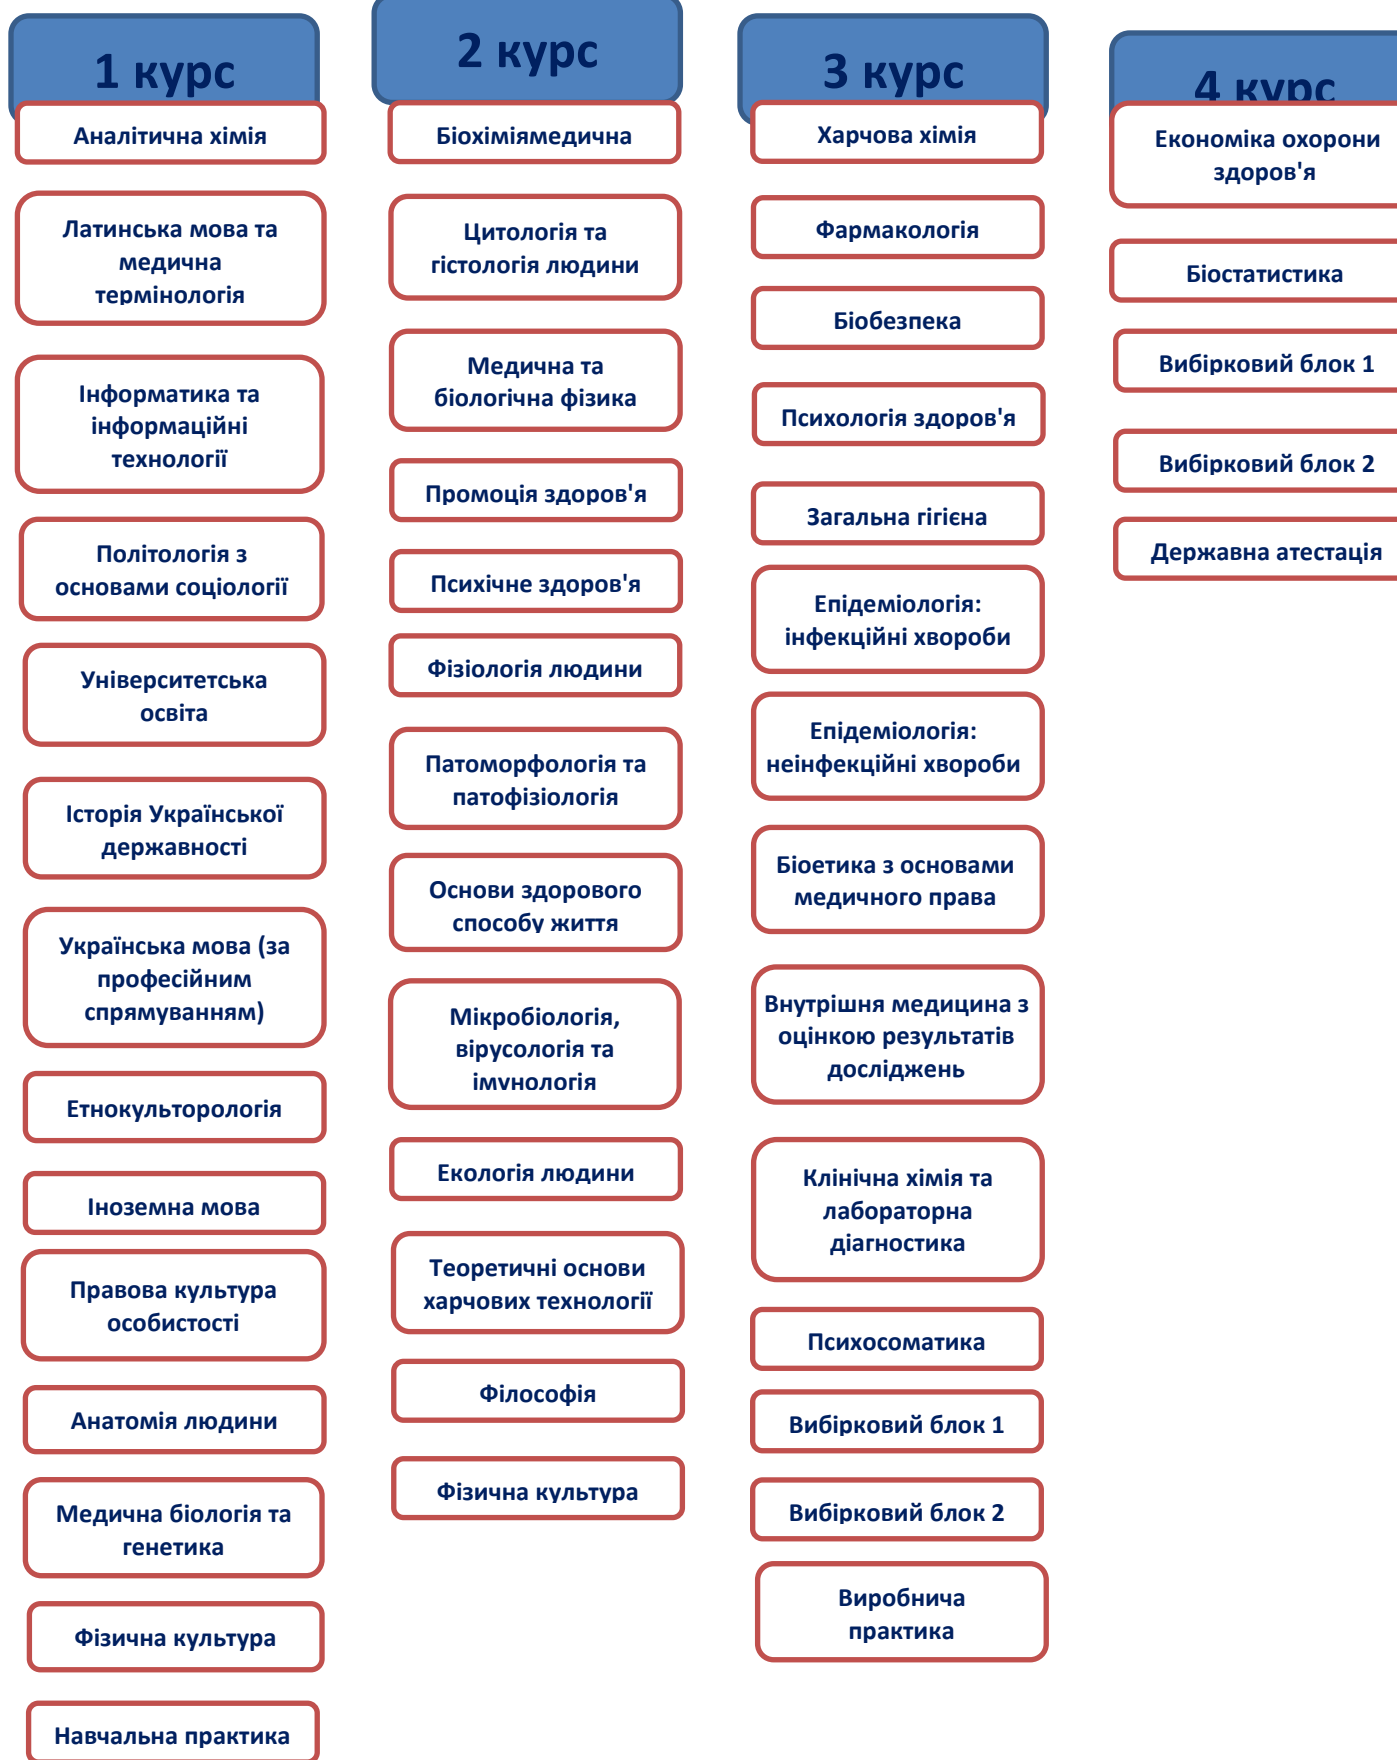 1 курс
Аналітична хімія
Латинська мова та
медична
термінологія
Інформатика та
інформаційні
технології
Політологія з
основами соціології
Університетська
освіта
Історія Української
державності
Українська мова (за
професійним
спрямуванням)
Етнокульторологія
Іноземна мова
Правова культура
особистості
Анатомія людини
Медична біологія та
генетика
Фізична культура
Навчальна практика
2 курс
Біохіміямедична
Цитологія та
гістологія людини
Медична та
біологічна фізика
Промоція здоров'я
Психічне здоров'я
Фізіологія людини
Патоморфологія та
патофізіологія
Основи здорового
способу життя
Мікробіологія,
вірусологія та
імунологія
Екологія людини
Теоретичні основи
харчових технології
Філософія
Фізична культура
3 курс
Харчова хімія
Фармакологія
Біобезпека
Психологія здоров'я
Загальна гігієна
Епідеміологія:
інфекційні хвороби
Епідеміологія:
неінфекційні хвороби
Біоетика з основами
медичного права
Внутрішня медицина з
оцінкою результатів
досліджень
Клінічна хімія та
лабораторна
діагностика
Психосоматика
Вибірковий блок 1
Вибірковий блок 2
Виробнича
практика
4 курс
Економіка охорони
здоров'я
Біостатистика
Вибірковий блок 1
Вибірковий блок 2
Державна атестація